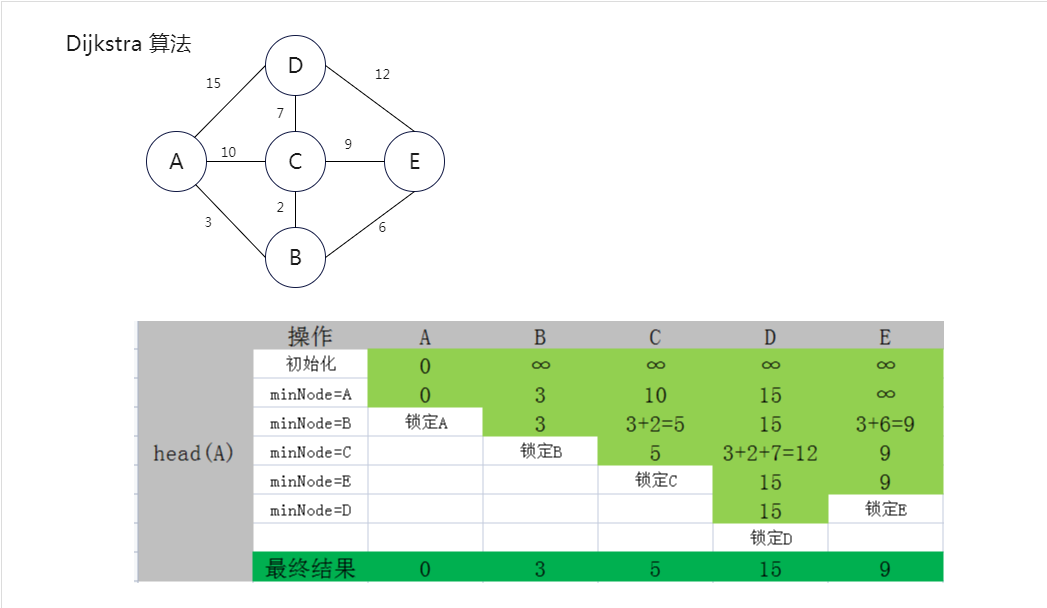 Dijkstra 算法
D
15
12
7
A
10
C
9
E
3
2
6
B
操作 A B C D E
初始化 0 ∞ ∞ ∞ ∞
minNode=A 0 3 10 15 ∞
minNode=B 锁定A 3 3+2=5 15 3+6=9
head(A) minNode=C 锁定B 5 3+2+7=12 9
minNode=E 锁定C 15 9
minNode=D 15 锁定E
锁定D
最终结果 0 3 5 15 9